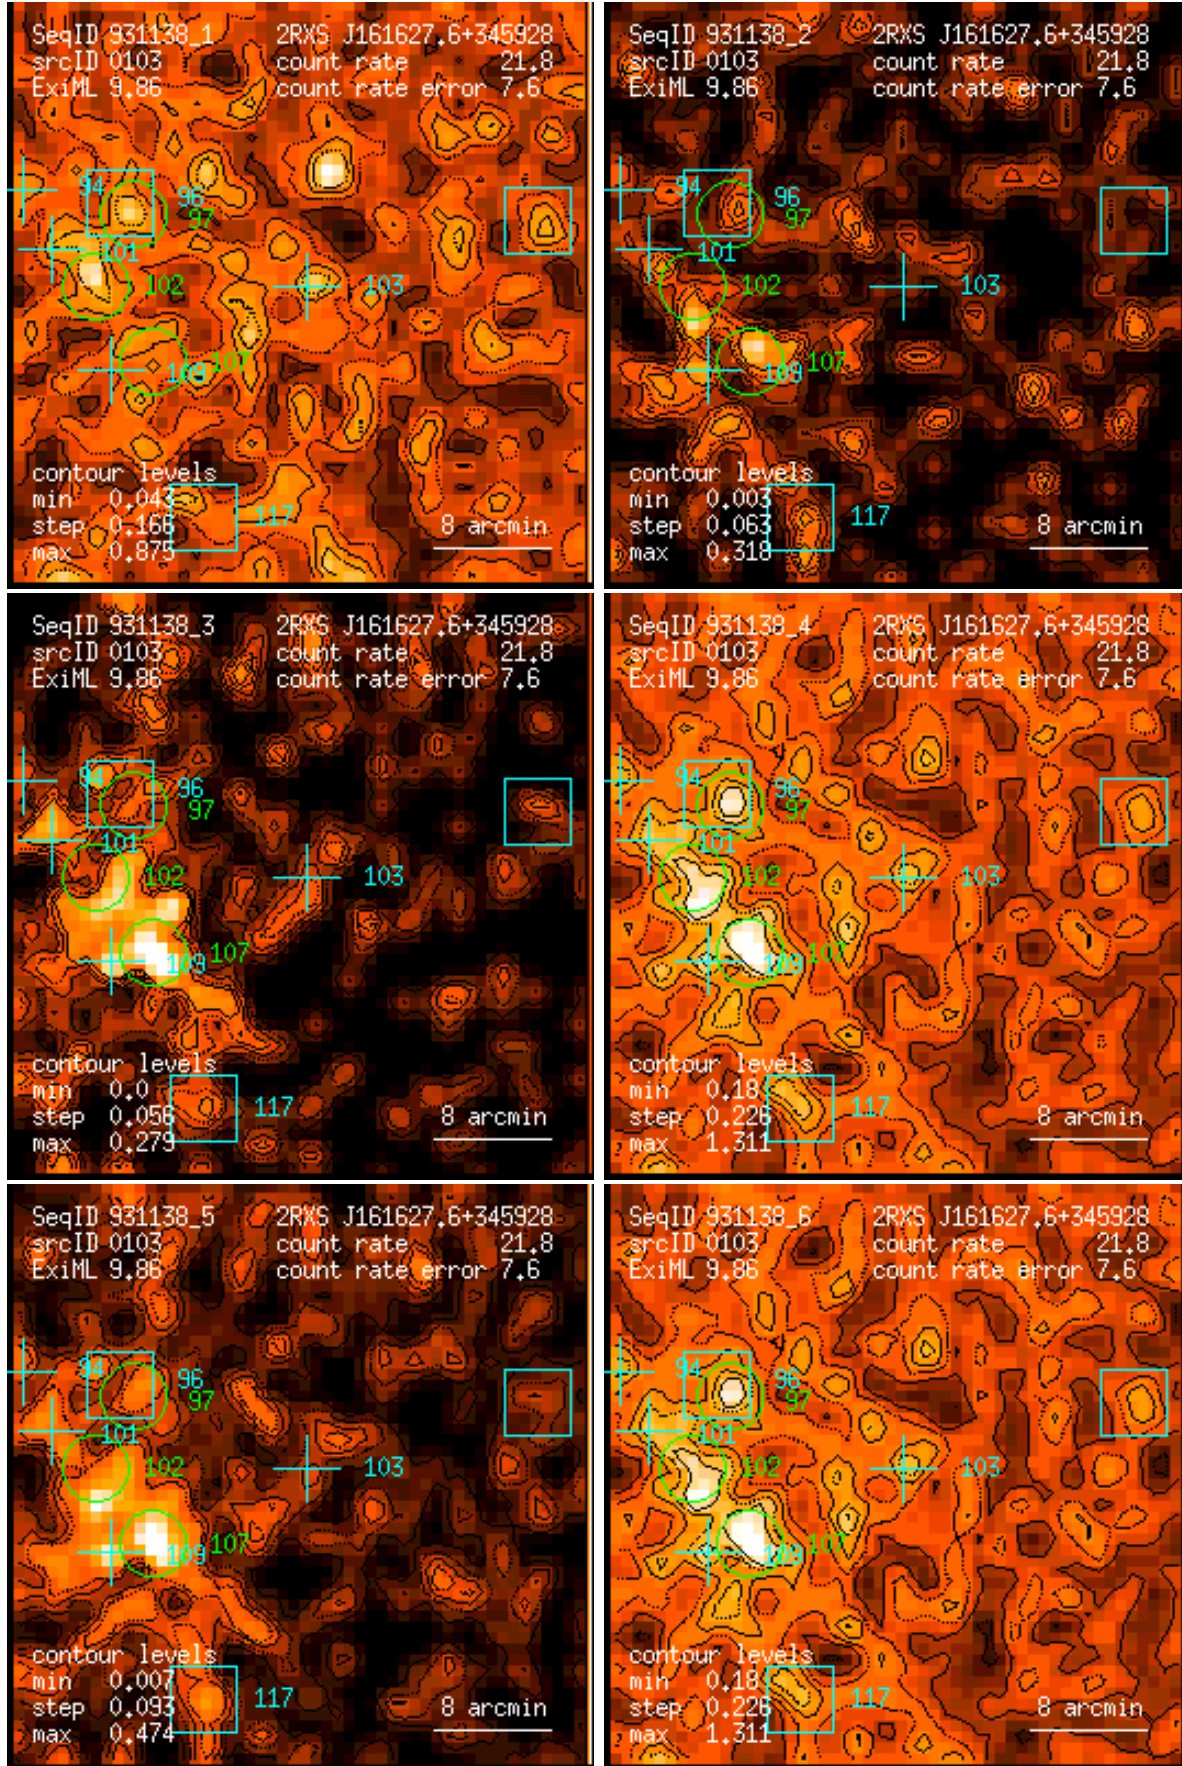 SeqID 931138_1 2RXS J161627.6+345928
srcID 0103 count rate 21.8
ExiML 9.86 count rate error 7.6
94
96
97
101
102
103
107
109
contour levels
min 0.043
step 0.166
max 0.875
117
8 arcmin
SeqID 931138_2 2RXS J161627.6+345928
srcID 0103 count rate 21.8
ExiML 9.86 count rate error 7.6
94
96
97
101
102
103
107
109
contour levels
min 0.003
step 0.063
max 0.318
117
8 arcmin
SeqID 931138_3 2RXS J161627.6+345928
srcID 0103 count rate 21.8
ExiML 9.86 count rate error 7.6
94
96
97
101
102
103
107
109
contour levels
min 0.0
step 0.056
max 0.279
117
8 arcmin
SeqID 931138_4 2RXS J161627.6+345928
srcID 0103 count rate 21.8
ExiML 9.86 count rate error 7.6
94
96
97
101
102
103
107
109
contour levels
min 0.18
step 0.226
max 1.311
117
8 arcmin
SeqID 931138_5 2RXS J161627.6+345928
srcID 0103 count rate 21.8
ExiML 9.86 count rate error 7.6
94
96
97
101
102
103
107
109
contour levels
min 0.007
step 0.093
max 0.474
117
8 arcmin
SeqID 931138_6 2RXS J161627.6+345928
srcID 0103 count rate 21.8
ExiML 9.86 count rate error 7.6
94
96
97
101
102
103
107
109
contour levels
min 0.18
step 0.226
max 1.311
117
8 arcmin